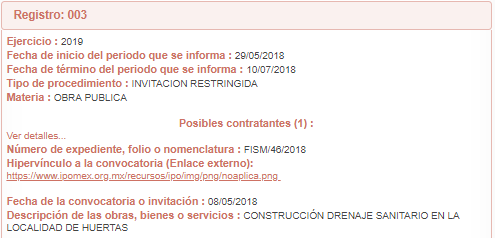 Registro: 003
Ejercicio : 2019
Fecha de inicio del periodo que se informa : 29/05/2018
Fecha de término del periodo que se informa : 10/07/2018
Tipo de procedimiento : INVITACION RESTRINGIDA
Materia : OBRA PUBLICA
Posibles contratantes (1) :
Ver detalles...
Número de expediente, folio o nomenclatura : FISM/46/2018
Hipervínculo a la convocatoria (Enlace externo):
https://www.ipomex.org.mx/recursos/ipo/img/png/noaplica.png
Fecha de la convocatoria o invitación : 08/05/2018
Descripción de las obras, bienes o servicios : CONSTRUCCIÓN DRENAJE SANITARIO EN LA
LOCALIDAD DE HUERTAS